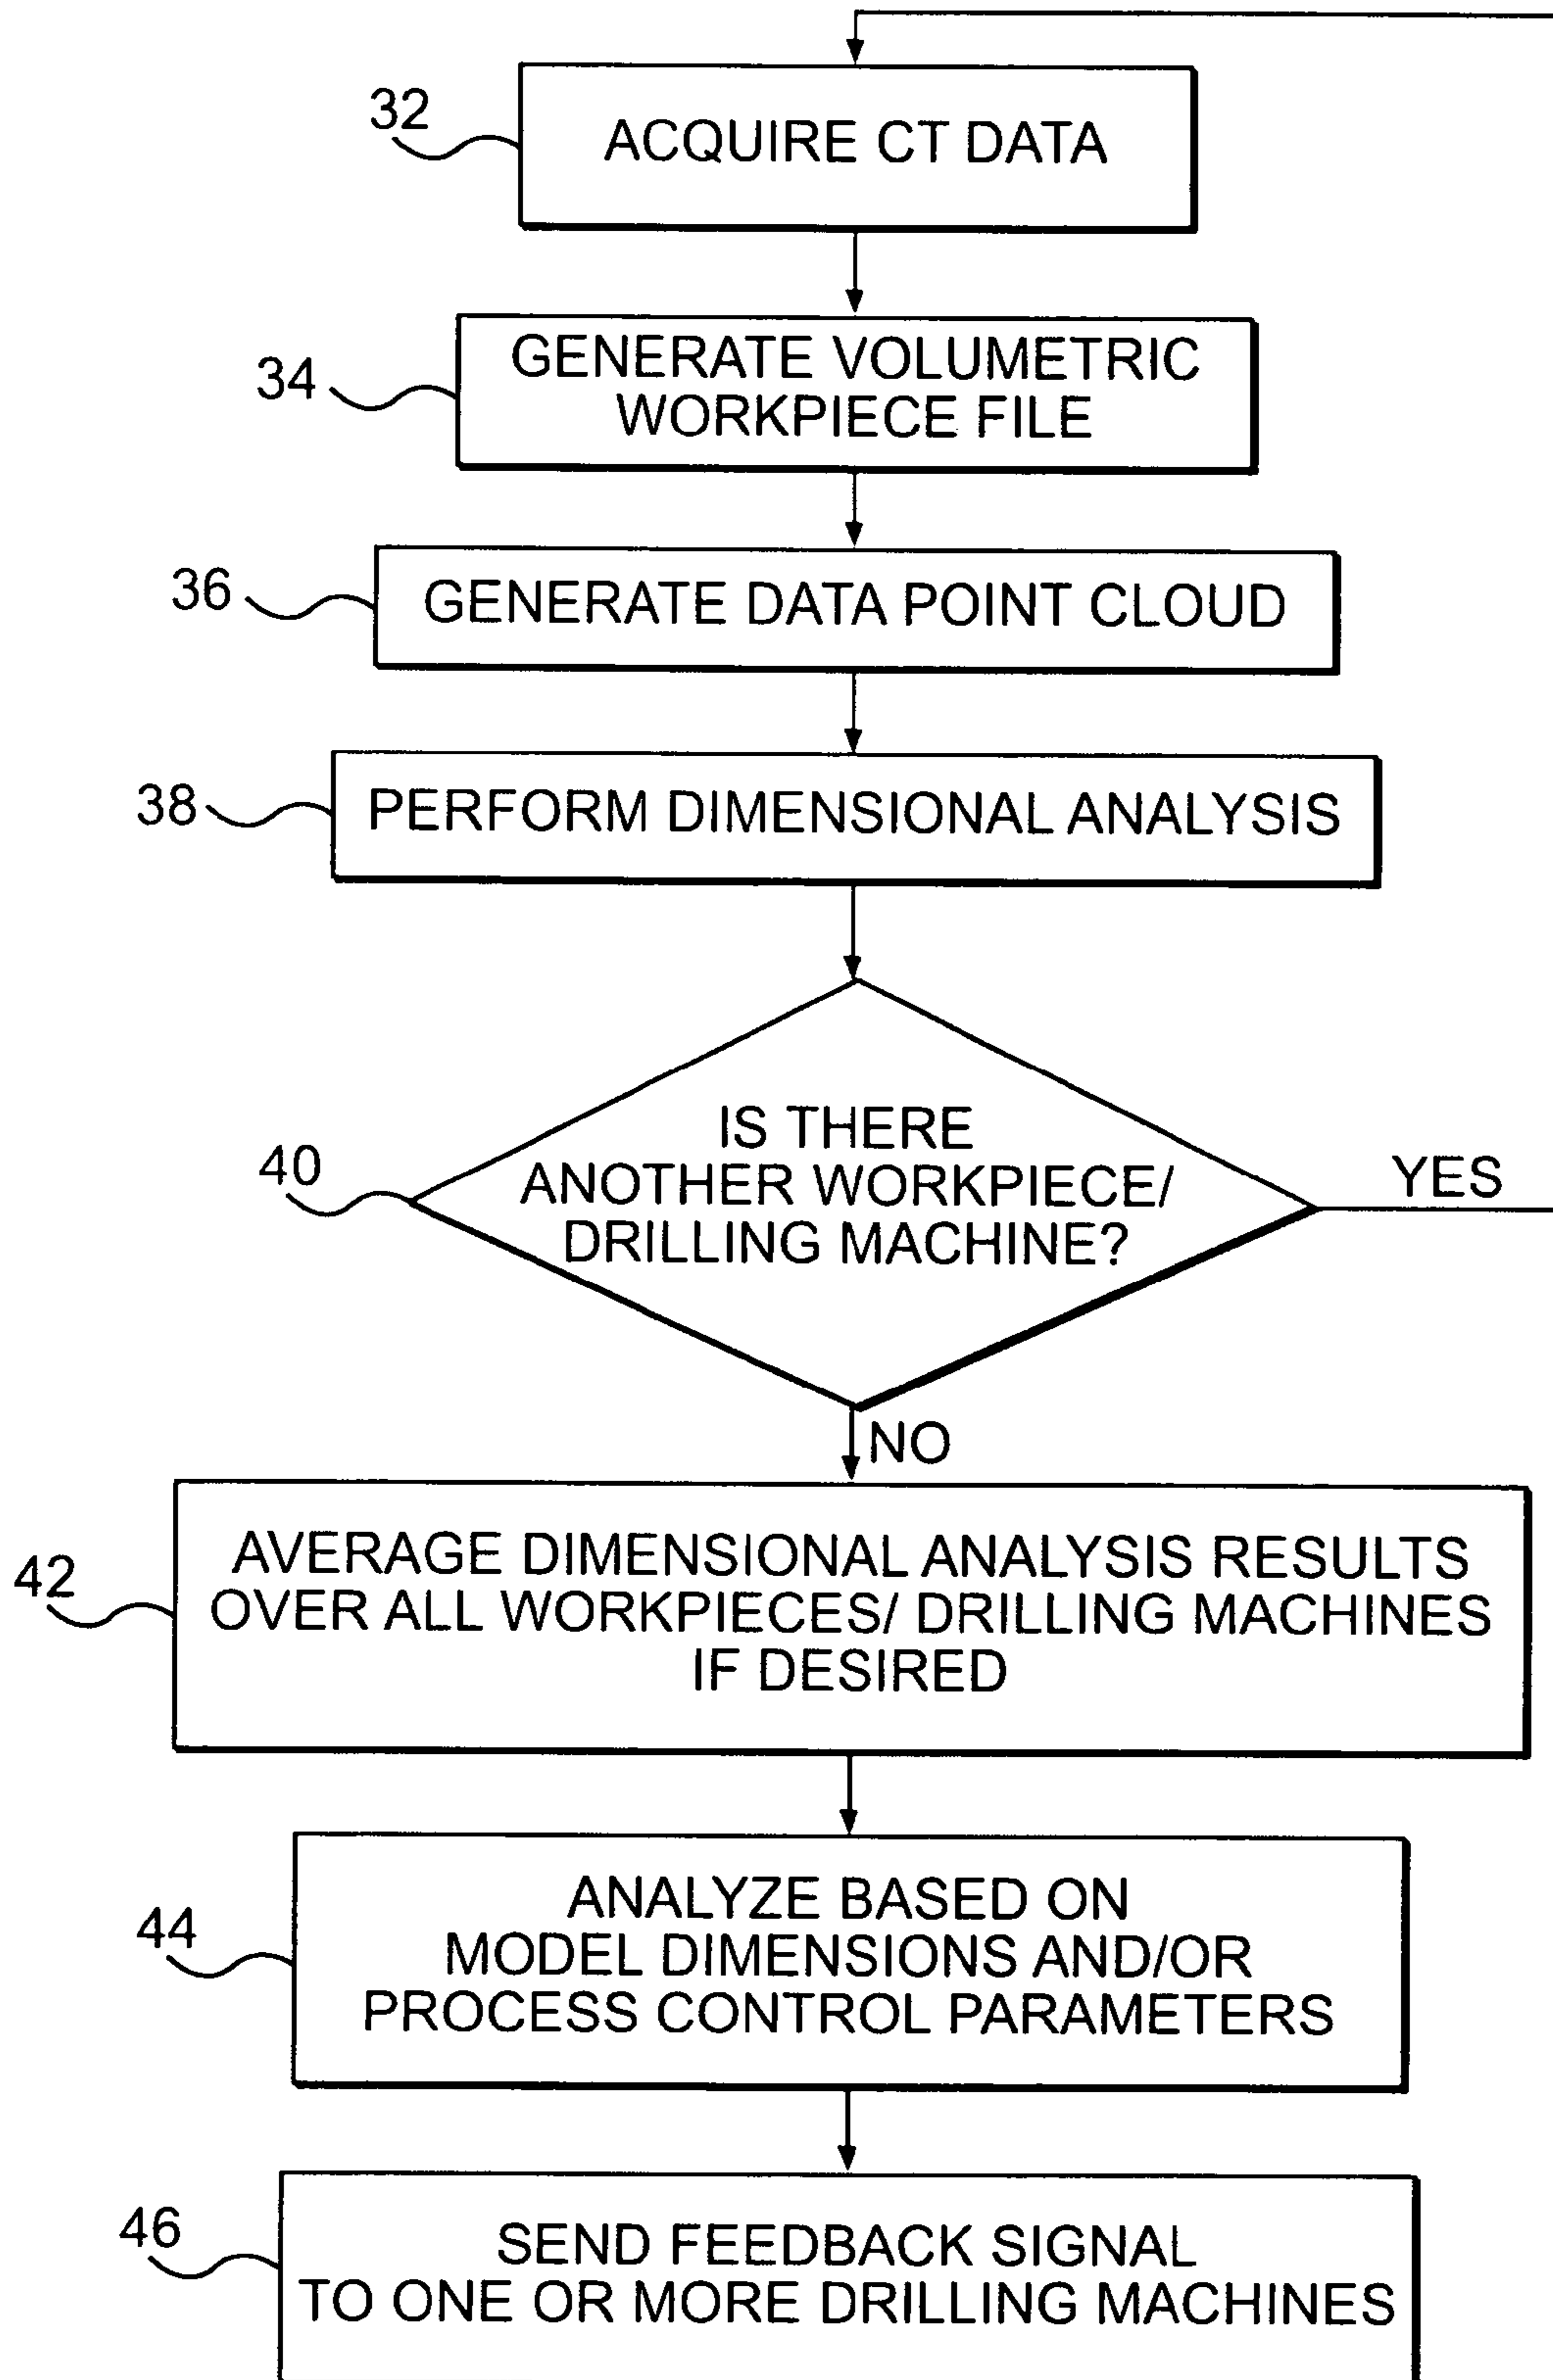 32
ACQUIRE CT DATA
34
GENERATE VOLUMETRIC
WORKPIECE FILE
36
GENERATE DATA POINT CLOUD
38
PERFORM DIMENSIONAL ANALYSIS
40
IS THERE
ANOTHER WORKPIECE/
DRILLING MACHINE?
YES
NO
42
AVERAGE DIMENSIONAL ANALYSIS RESULTS
OVER ALL WORKPIECES/ DRILLING MACHINES
IF DESIRED
44
ANALYZE BASED ON
MODEL DIMENSIONS AND/OR
PROCESS CONTROL PARAMETERS
46
SEND FEEDBACK SIGNAL
TO ONE OR MORE DRILLING MACHINES